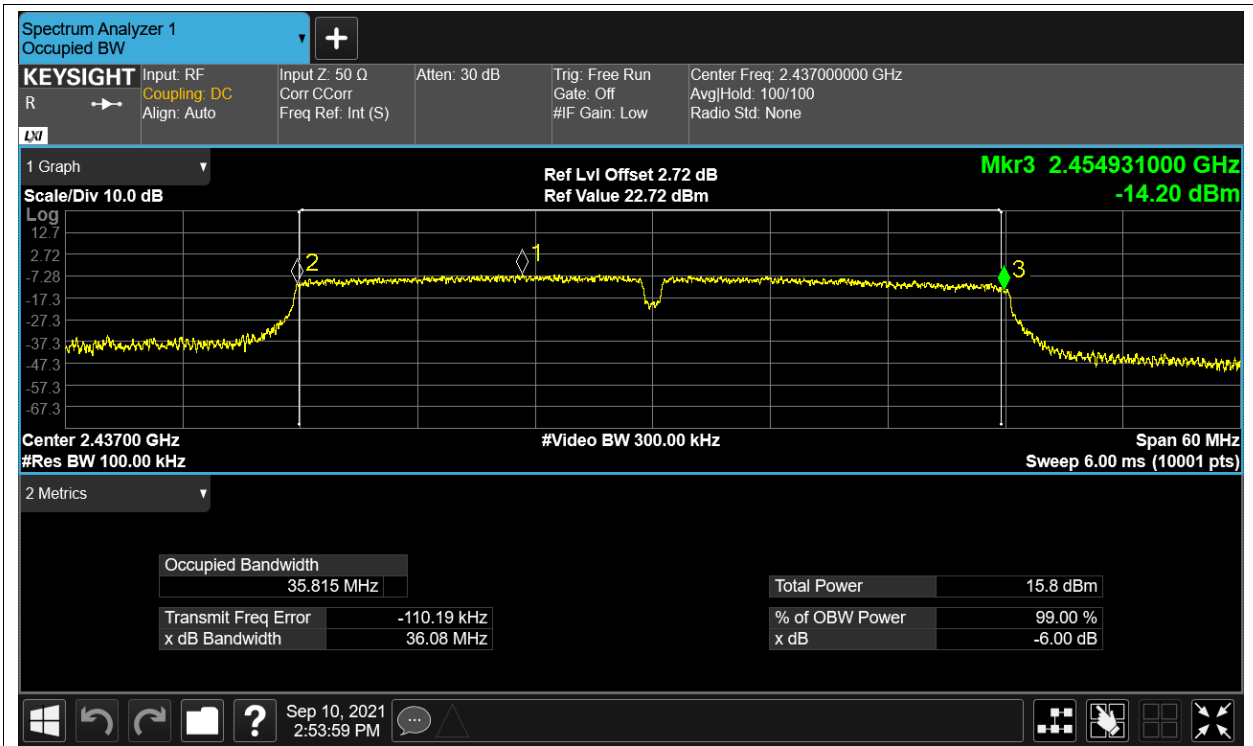 Spectrum Analyzer 1
Occupied BW
KEYSIGHT
R
LXI
Input: RF
Coupling: DC
Align: Auto
Input Z: 50 Ω
Corr CCorr
Freq Ref: Int (S)
Atten: 30 dB
Trig: Free Run
Gate: Off
#IF Gain: Low
Center Freq: 2.437000000 GHz
Avg|Hold: 100/100
Radio Std: None
1 Graph
Scale/Div 10.0 dB
Ref Lvl Offset 2.72 dB
Ref Value 22.72 dBm
Mkr3 2.454931000 GHz
-14.20 dBm
Log
12.7
2.72
-7.28
-17.3
-27.3
-37.3
-47.3
-57.3
-67.3
2
1
3
Center 2.43700 GHz
#Video BW 300.00 kHz
Span 60 MHz
#Res BW 100.00 kHz
Sweep 6.00 ms (10001 pts)
2 Metrics
Occupied Bandwidth
35.815 MHz
Transmit Freq Error -110.19 kHz
x dB Bandwidth 36.08 MHz
Total Power 15.8 dBm
% of OBW Power 99.00 %
x dB -6.00 dB
?
Sep 10, 2021
2:53:59 PM